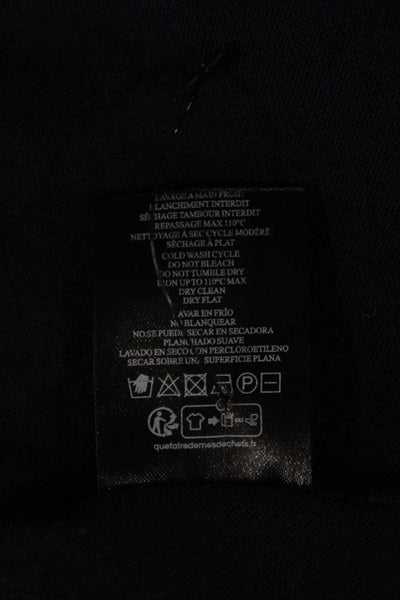 LAVAGE A MAIN FROID
BLANCHIMENT INTERDIT
SÉCHAGE TAMBOUR INTERDIT
REPASSAGE MAX 110°C
NETTOYAGE À SEC CYCLE MODÉRÉ
SÉCHAGE À PLAT
COLD WASH CYCLE
DO NOT BLEACH
DO NOT TUMBLE DRY
IRON UP TO 110°C MAX
DRY CLEAN
DRY FLAT
LAVAR EN FRÍO
NO BLANQUEAR
NO SE PUEDE SECAR EN SECADORA
PLANCHADO SUAVE
LAVADO EN SECO CON PERCLOROETILENO
SECAR SOBRE UNA SUPERFICIE PLANA
P
quefairedemesdechets.fr